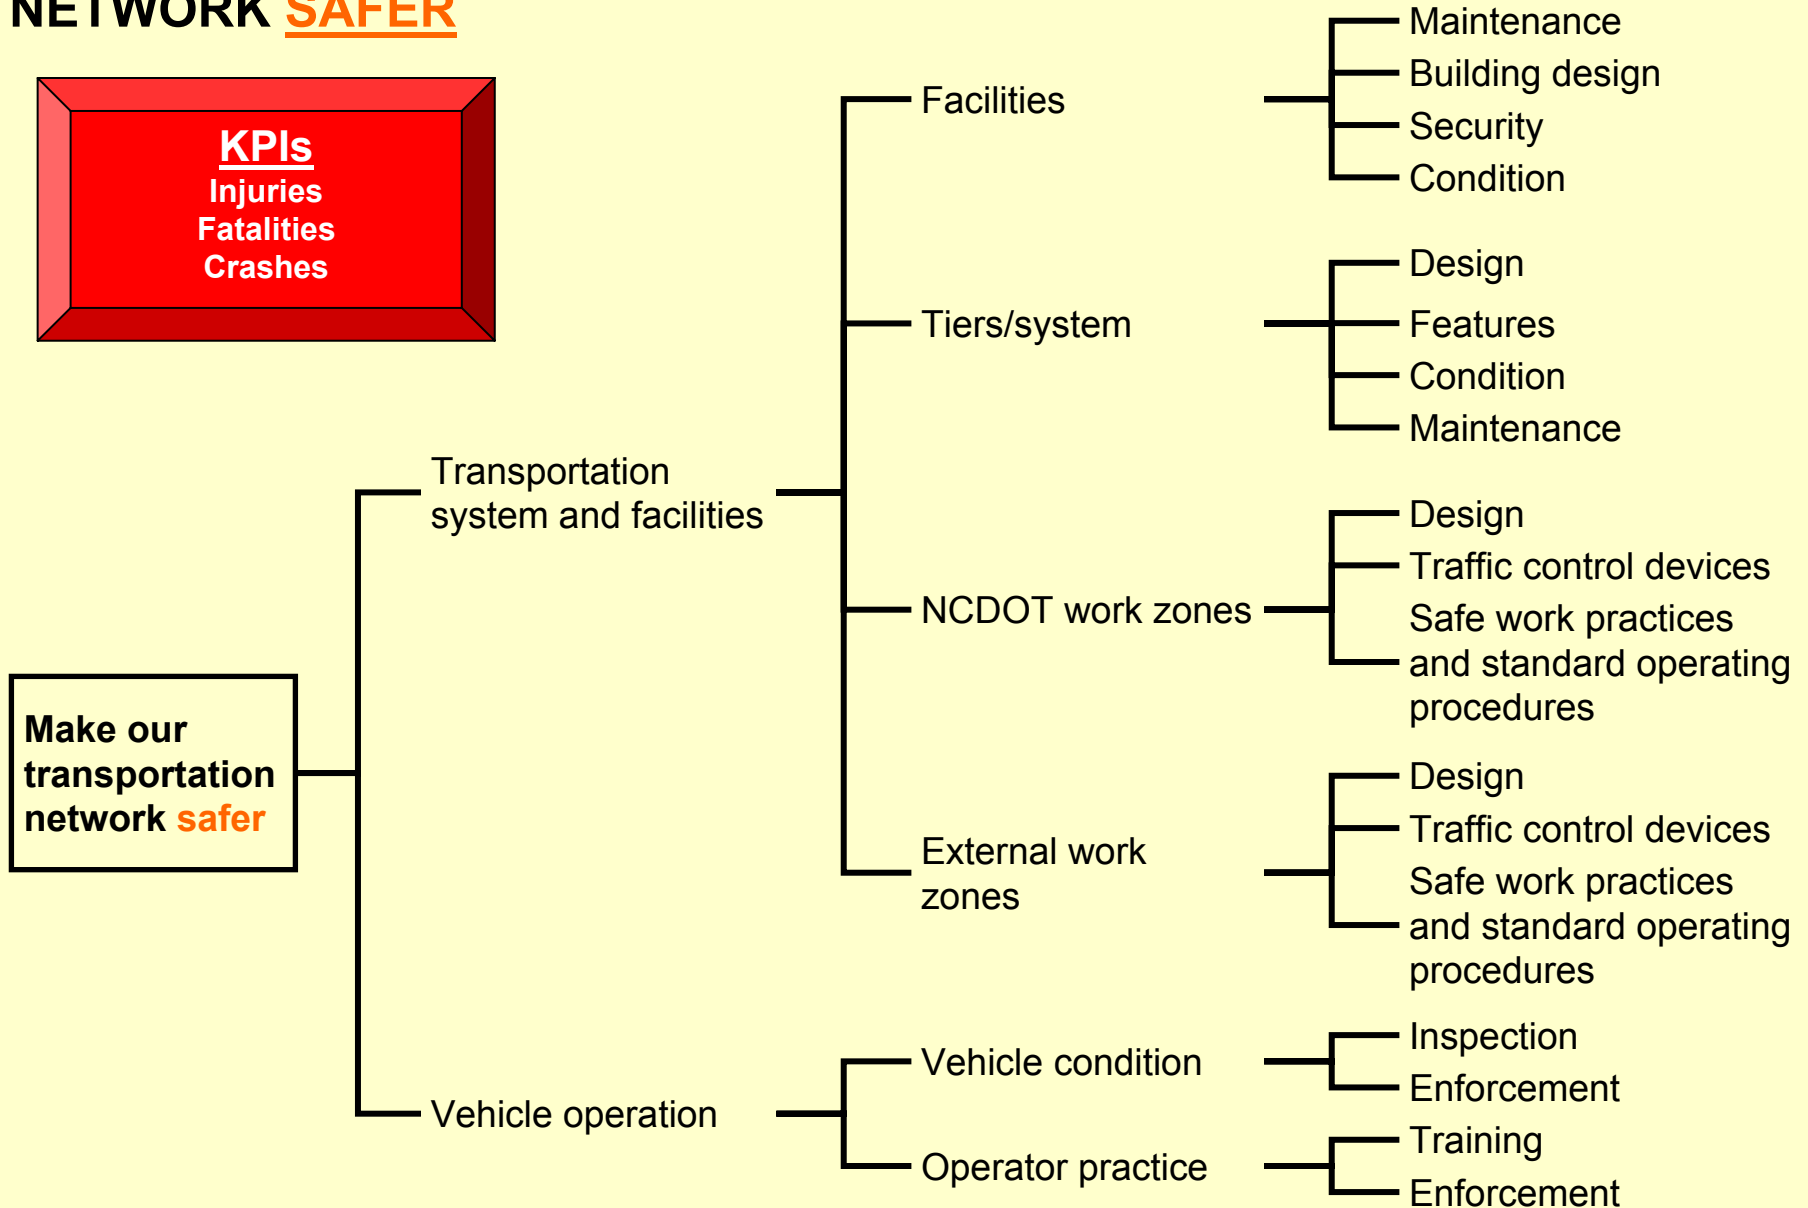 NETWORK SAFER
KPIs
Injuries
Fatalities
Crashes
Make our
transportation
network safer
Transportation
system and facilities
Facilities
Maintenance
Building design
Security
Condition
Tiers/system
Design
Features
Condition
Maintenance
NCDOT work zones
Design
Traffic control devices
Safe work practices
and standard operating
procedures
External work
zones
Design
Traffic control devices
Safe work practices
and standard operating
procedures
Vehicle operation
Vehicle condition
Inspection
Enforcement
Operator practice
Training
Enforcement